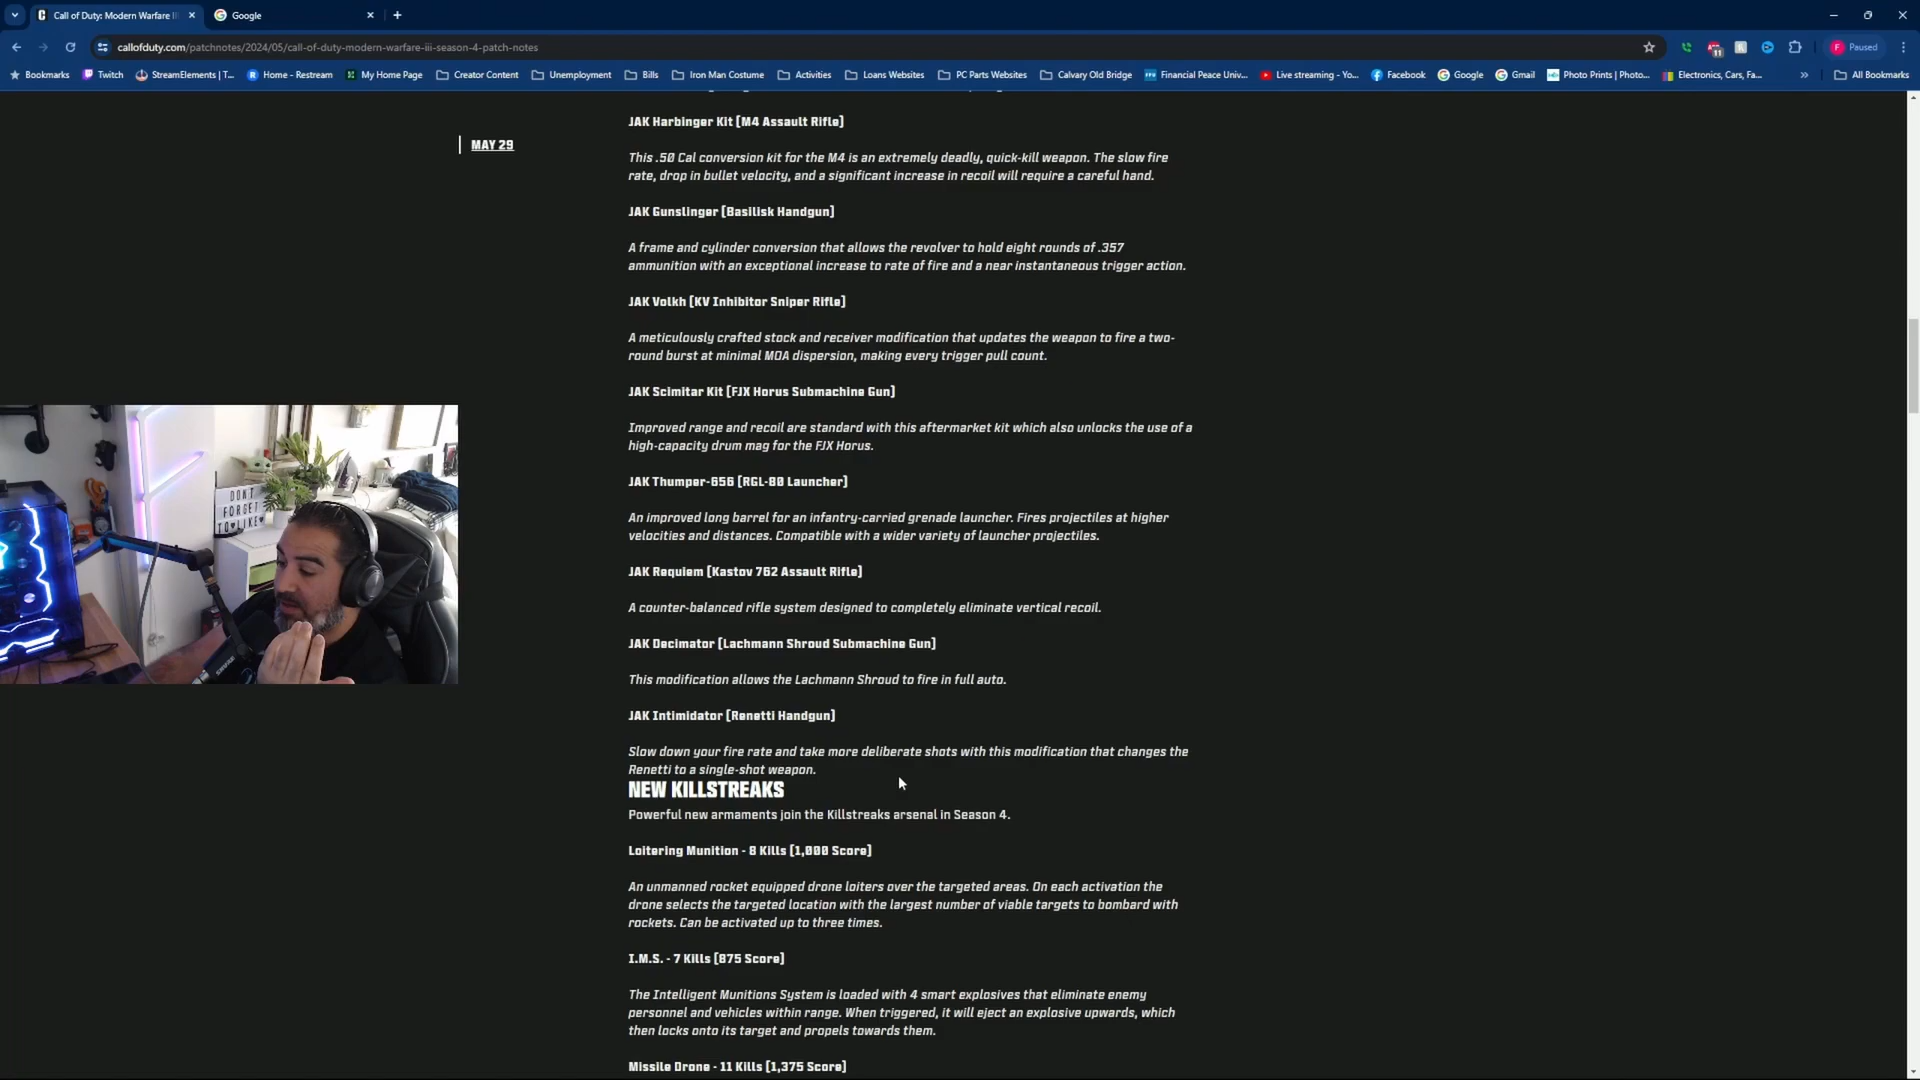 Call of Duty: Modern Warfare II
Google
callofduty.com/patchnotes/2024/05/call-of-duty-modern-warfare-iii-season-4-patch-notes
Paused
Bookmarks
Twitch
StreamElements | T...
Home - Restream
My Home Page
Creator Content
Unemployment
Bills
Iron Man Costume
Activities
Loans Websites
PC Parts Websites
Calvary Old Bridge
Financial Peace Univ...
Live streaming - Yo...
Facebook
Google
Gmail
Photo Prints | Photo...
Electronics, Cars, Fa...
All Bookmarks
MAY 29
JAK Harbinger Kit [M4 Assault Rifle]
This .50 Cal conversion kit for the M4 is an extremely deadly, quick-kill weapon. The slow fire
rate, drop in bullet velocity, and a significant increase in recoil will require a careful hand.
JAK Gunslinger [Basilisk Handgun]
A frame and cylinder conversion that allows the revolver to hold eight rounds of .357
ammunition with an exceptional increase to rate of fire and a near instantaneous trigger action.
JAK Volkh [KV Inhibitor Sniper Rifle]
A meticulously crafted stock and receiver modification that updates the weapon to fire a two-
round burst at minimal MOA dispersion, making every trigger pull count.
JAK Scimitar Kit [FJX Horus Submachine Gun]
Improved range and recoil are standard with this aftermarket kit which also unlocks the use of a
high-capacity drum mag for the FJX Horus.
JAK Thumper-656 [RGL-80 Launcher]
An improved long barrel for an infantry-carried grenade launcher. Fires projectiles at higher
velocities and distances. Compatible with a wider variety of launcher projectiles.
JAK Requiem [Kastov 762 Assault Rifle]
A counter-balanced rifle system designed to completely eliminate vertical recoil.
JAK Decimator [Lachmann Shroud Submachine Gun]
This modification allows the Lachmann Shroud to fire in full auto.
JAK Intimidator [Renetti Handgun]
Slow down your fire rate and take more deliberate shots with this modification that changes the
Renetti to a single-shot weapon.
NEW KILLSTREAKS
Powerful new armaments join the Killstreaks arsenal in Season 4.
Loitering Munition - 8 Kills [1,000 Score]
An unmanned rocket equipped drone loiters over the targeted areas. On each activation the
drone selects the targeted location with the largest number of viable targets to bombard with
rockets. Can be activated up to three times.
I.M.S. - 7 Kills [875 Score]
The Intelligent Munitions System is loaded with 4 smart explosives that eliminate enemy
personnel and vehicles within range. When triggered, it will eject an explosive upwards, which
then locks onto its target and propels towards them.
Missile Drone - 11 Kills [1,375 Score]
DON'T
FORGET
TO LIKE